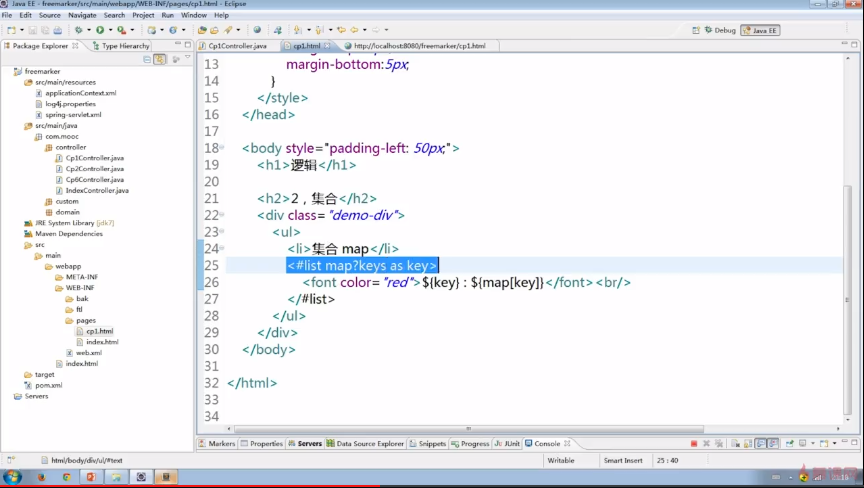 Java EE - freemarker/src/main/webapp/WEB-INF/pages/cp1.html - Eclipse
File Edit Source Navigate Search Project Run Window Help
Debug Java EE
Package Explorer Type Hierarchy
Cp1Controller.java cp1.html http://localhost:8080/freemarker/cp1.html
freemarker
src/main/resources
applicationContext.xml
log4j.properties
spring-servlet.xml
src/main/java
com.mooc
controller
Cp1Controller.java
Cp2Controller.java
Cp6Controller.java
IndexController.java
custom
domain
JRE System Library [jdk7]
Maven Dependencies
src
main
webapp
META-INF
WEB-INF
bak
ftl
pages
cp1.html
index.html
web.xml
index.html
target
pom.xml
Servers
13 margin-bottom:5px;
14 }
15 </style>
16 </head>
17
18 <body style="padding-left: 50px;">
19 <h1>逻辑</h1>
20
21 <h2>2，集合</h2>
22 <div class="demo-div">
23 <ul>
24 <li>集合 map</li>
25 <#list map?keys as key>
26 <font color="red">${key} : ${map[key]}</font><br/>
27 </#list>
28 </ul>
29 </div>
30 </body>
31
32 </html>
33
34
Markers Properties Servers Data Source Explorer Snippets Progress JUnit Console
html/body/div/ul/#text Writable Smart Insert 25 : 40